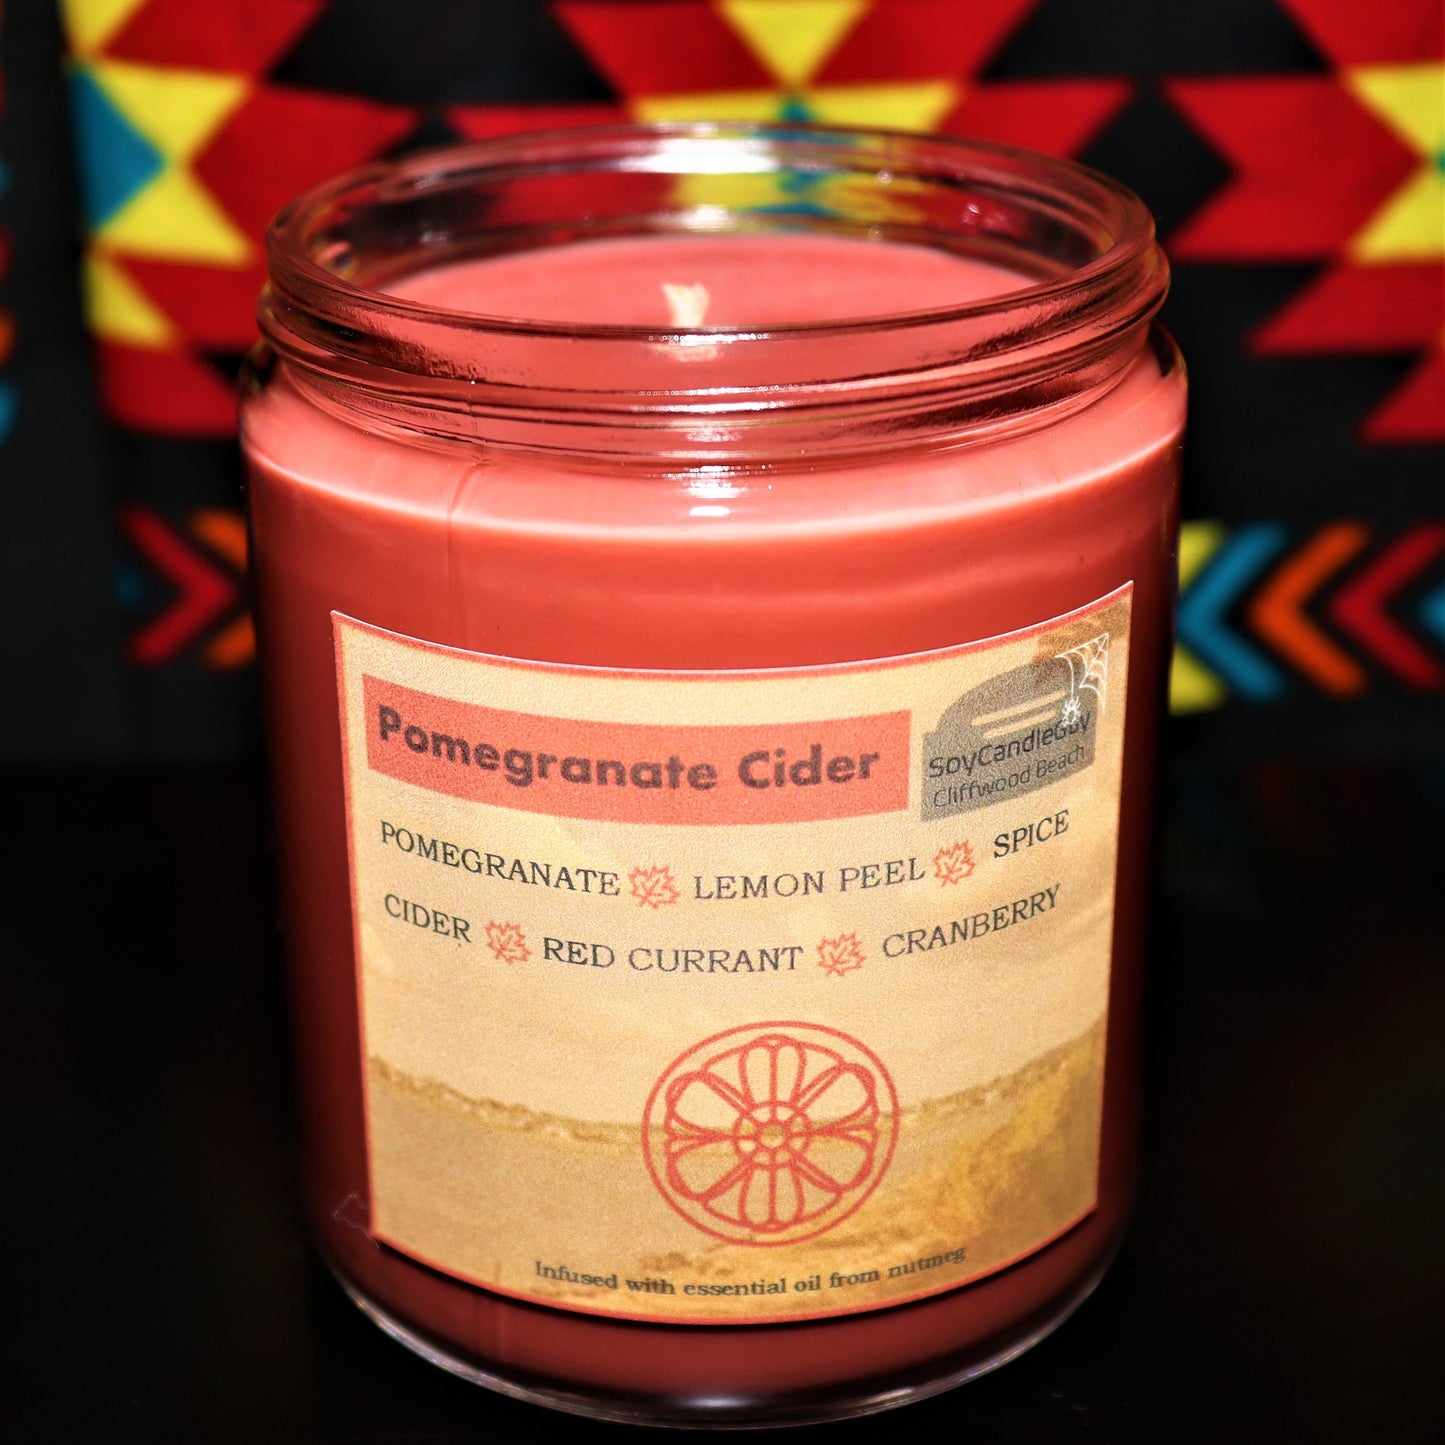 Pomegranate Cider
SoyCandleGuy
Cliffwood Beach
POMEGRANATE LEMON PEEL SPICE
CIDER RED CURRANT CRANBERRY
Infused with essential oil from nutmeg